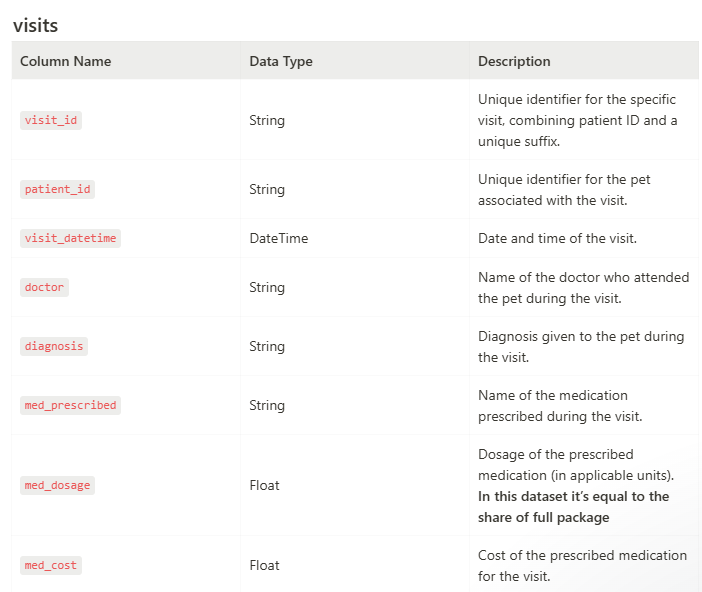 visits
Column Name Data Type Description
visit_id String Unique identifier for the specific
visit, combining patient ID and a
unique suffix.
patient_id String Unique identifier for the pet
associated with the visit.
visit_datetime DateTime Date and time of the visit.
doctor String Name of the doctor who attended
the pet during the visit.
diagnosis String Diagnosis given to the pet during
the visit.
med_prescribed String Name of the medication
prescribed during the visit.
med_dosage Float Dosage of the prescribed
medication (in applicable units).
In this dataset it’s equal to the
share of full package
med_cost Float Cost of the prescribed medication
for the visit.